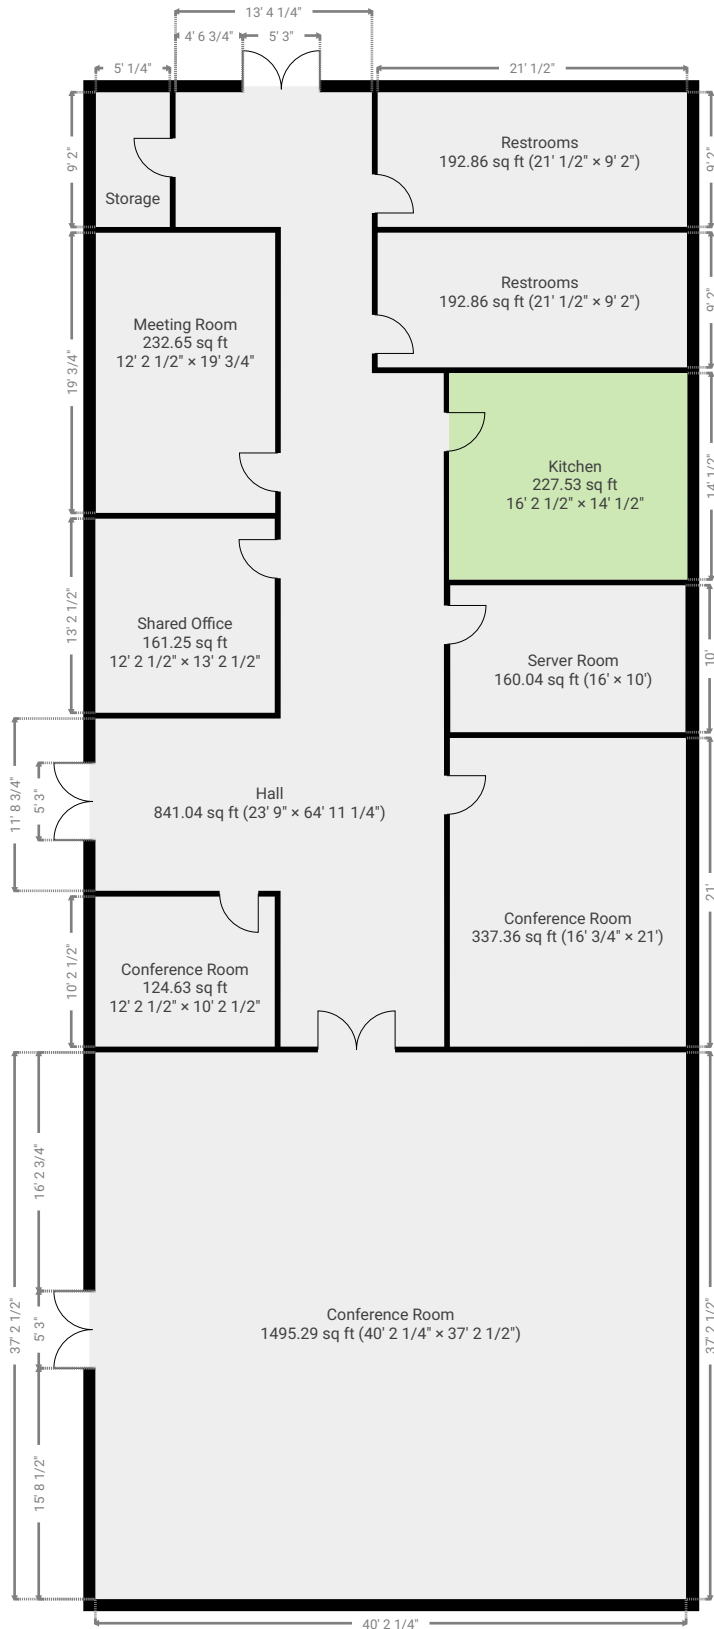 13' 4 1/4"
4' 6 3/4"
5' 3"
5' 1/4"
21' 1/2"
9' 2"
Storage
Restrooms
192.86 sq ft (21' 1/2" × 9' 2")
9' 2"
Restrooms
192.86 sq ft (21' 1/2" × 9' 2")
9' 2"
19' 3/4"
Meeting Room
232.65 sq ft
12' 2 1/2" × 19' 3/4"
Kitchen
227.53 sq ft
16' 2 1/2" × 14' 1/2"
14' 1/2"
13' 2 1/2"
Shared Office
161.25 sq ft
12' 2 1/2" × 13' 2 1/2"
Server Room
160.04 sq ft (16' × 10')
10'
11' 8 3/4"
5' 3"
Hall
841.04 sq ft (23' 9" × 64' 11 1/4")
Conference Room
337.36 sq ft (16' 3/4" × 21')
21'
10' 2 1/2"
Conference Room
124.63 sq ft
12' 2 1/2" × 10' 2 1/2"
16' 2 3/4"
37' 2 1/2"
5' 3"
15' 8 1/2"
Conference Room
1495.29 sq ft (40' 2 1/4" × 37' 2 1/2")
37' 2 1/2"
40' 2 1/4"